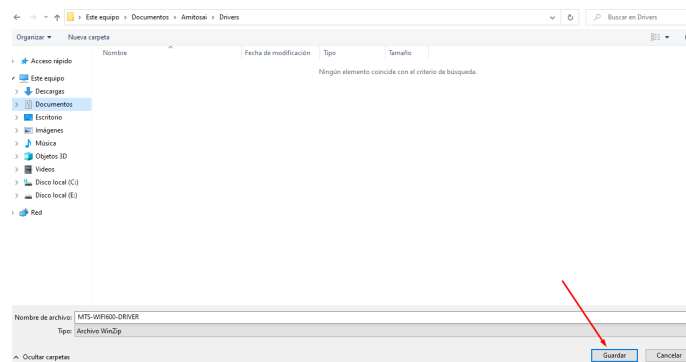 Este equipo › Documentos › Amitosai › Drivers
Buscar en Drivers
Organizar
Nueva carpeta
Nombre
Fecha de modificación
Tipo
Tamaño
Acceso rápido
Ningún elemento coincide con el criterio de búsqueda.
Este equipo
Descargas
Documentos
Escritorio
Imágenes
Música
Objetos 3D
Videos
Disco local (C:)
Disco local (E:)
Red
Nombre de archivo: MTS-WIFI600-DRIVER
Tipo: Archivo WinZip
Ocultar carpetas
Guardar
Cancelar